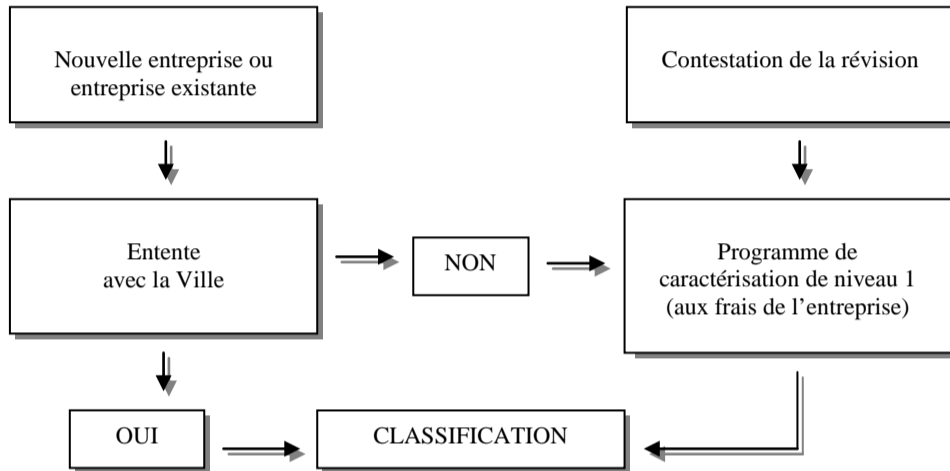 Nouvelle entreprise ou
entreprise existante
Contestation de la révision
Entente
avec la Ville
NON
Programme de
caractérisation de niveau 1
(aux frais de l’entreprise)
OUI
CLASSIFICATION